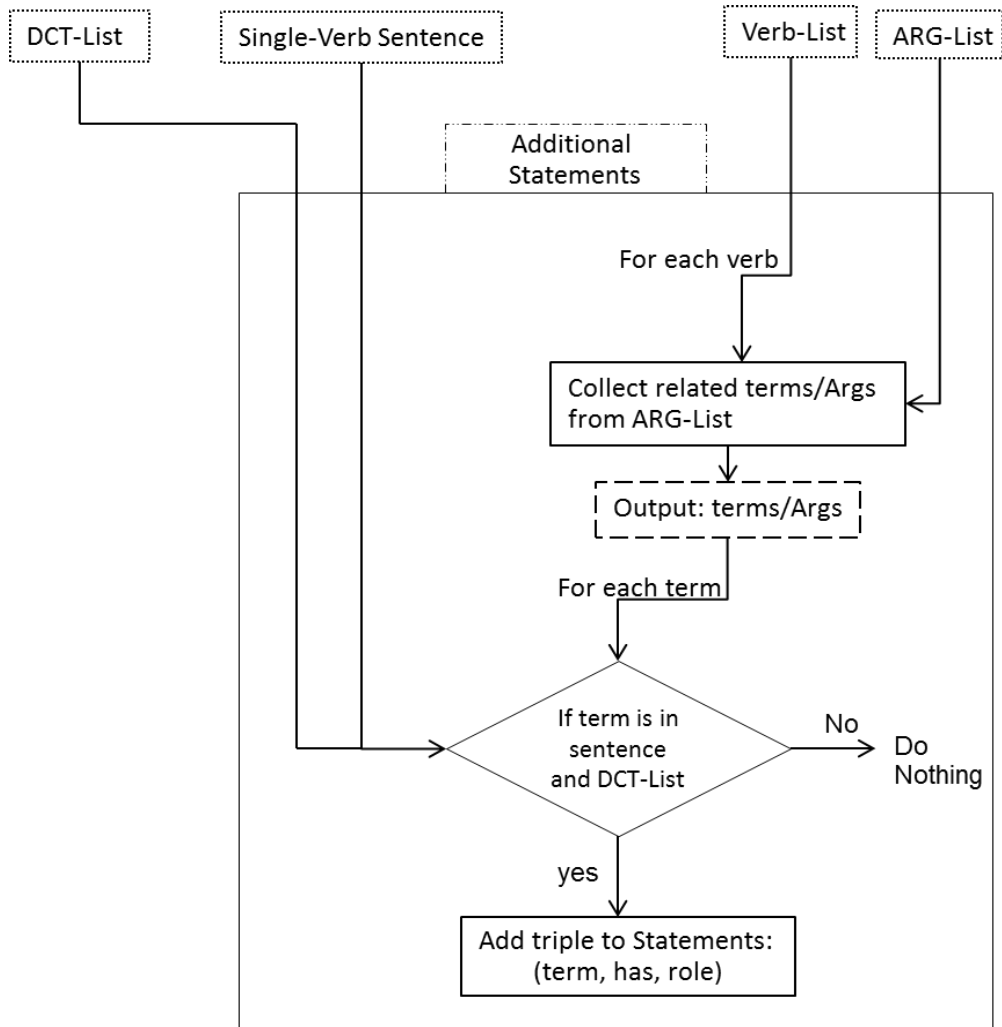 DCT-List
Single-Verb Sentence
Verb-List
ARG-List
Additional
Statements
For each verb
Collect related terms/Args
from ARG-List
Output: terms/Args
For each term
If term is in
sentence
and DCT-List
No
Do
Nothing
yes
Add triple to Statements:
(term, has, role)